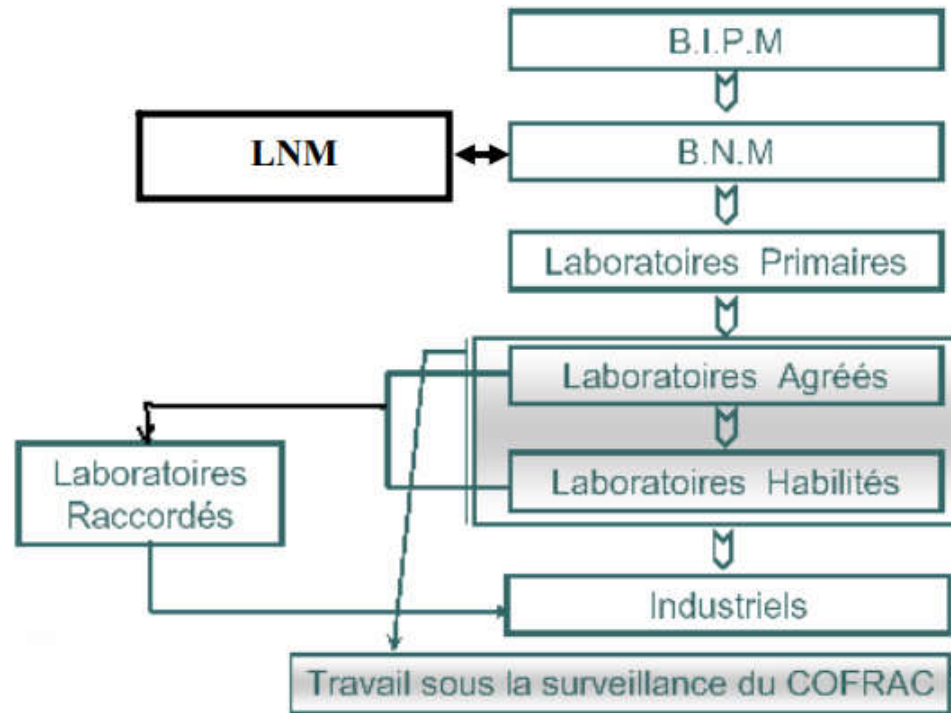 B.I.P.M
LNM
B.N.M
Laboratoires Primaires
Laboratoires Agréés
Laboratoires
Raccordés
Laboratoires Habilités
Industriels
Travail sous la surveillance du COFRAC